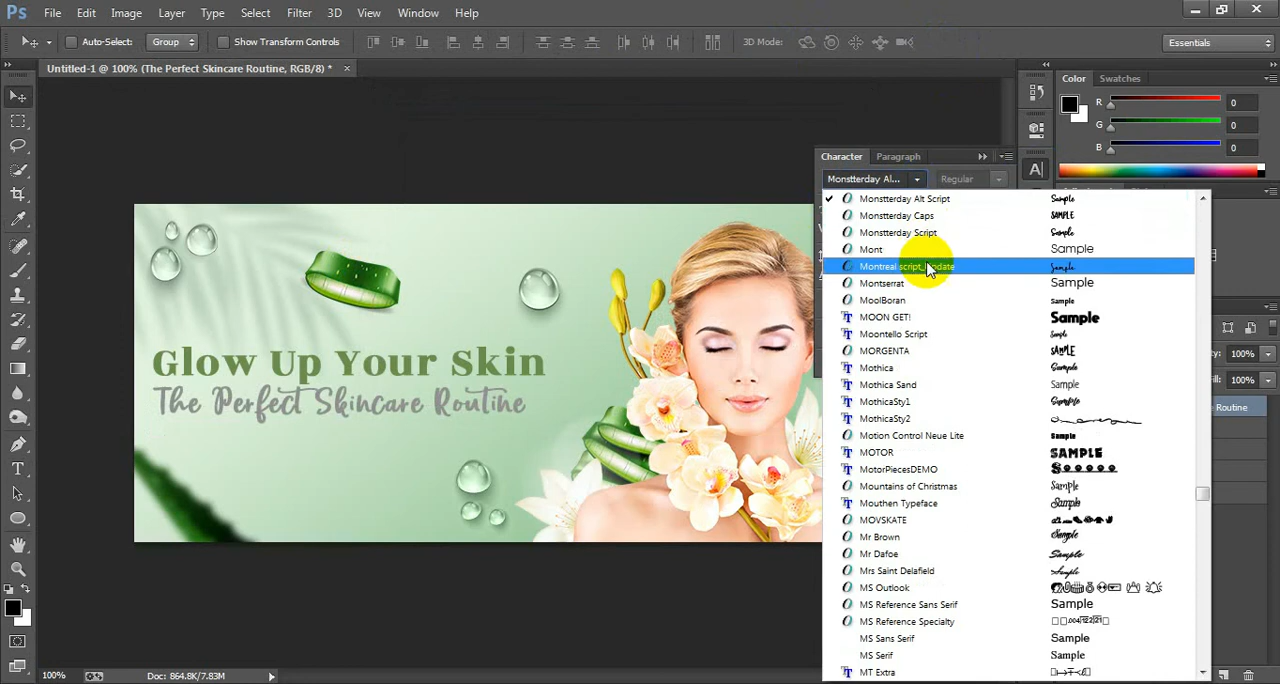 Ps File Edit Image Layer Type Select Filter 3D View Window Help
Auto-Select: Group Show Transform Controls 3D Mode: Essentials
Untitled-1 @ 100% (The Perfect Skincare Routine, RGB/8) * ×
Color Swatches
R 0
G 0
B 0
Character Paragraph
Monstterday Al... Regular
Monstterday Alt Script Sample
Monstterday Caps SAMPLE
Monstterday Script Sample
Mont Sample
Montreal script_update Sample
Montserrat Sample
MoolBoran Sample
MOON GET! Sample
Moontello Script Sample
MORGENTA SAMPLE
Mothica Sample
Mothica Sand Sample
MothicaSty1 Sample
MothicaSty2
Motion Control Neue Lite Sample
MOTOR SAMPLE
MotorPiecesDEMO
Mountains of Christmas Sample
Mouthen Typeface Sample
MOVSKATE
Mr Brown Sample
Mr Dafoe Sample
Mrs Saint Delafield Sample
MS Outlook
MS Reference Sans Serif Sample
MS Reference Specialty
MS Sans Serif Sample
MS Serif Sample
MT Extra
Glow Up Your Skin
The Perfect Skincare Routine
100%
100%
Routine
100% Doc: 864.8K/7.83M